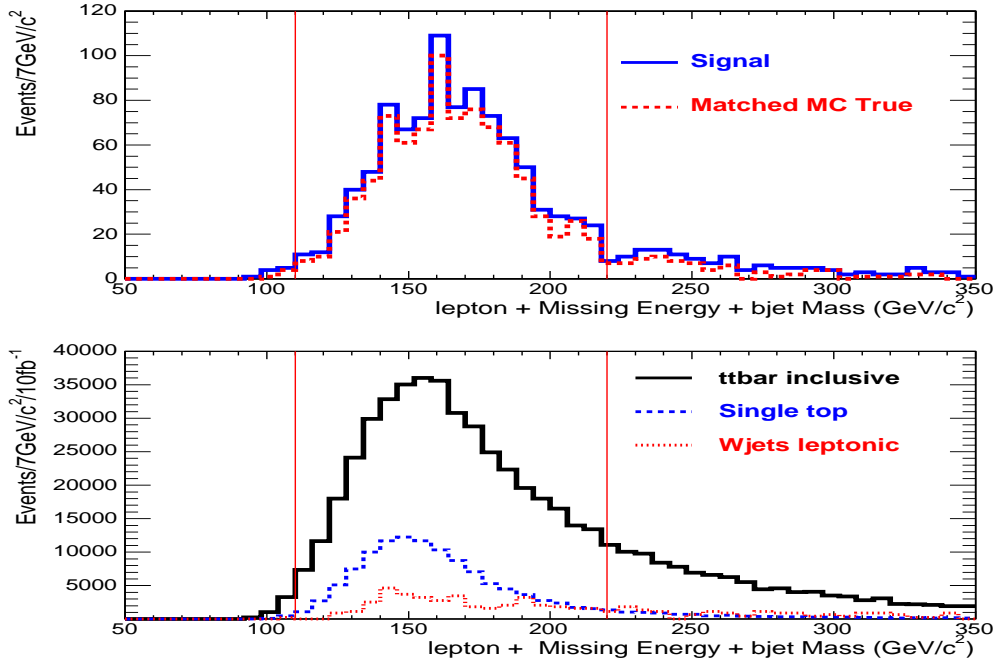 Events/7GeV/c²
120
100
80
60
40
20
0
Signal
Matched MC True
50 100 150 200 250 300 350
lepton + Missing Energy + bjet Mass (GeV/c²)
Events/7GeV/c²/10fb⁻¹
40000
35000
30000
25000
20000
15000
10000
5000
ttbar inclusive
Single top
Wjets leptonic
50 100 150 200 250 300 350
lepton + Missing Energy + bjet Mass (GeV/c²)